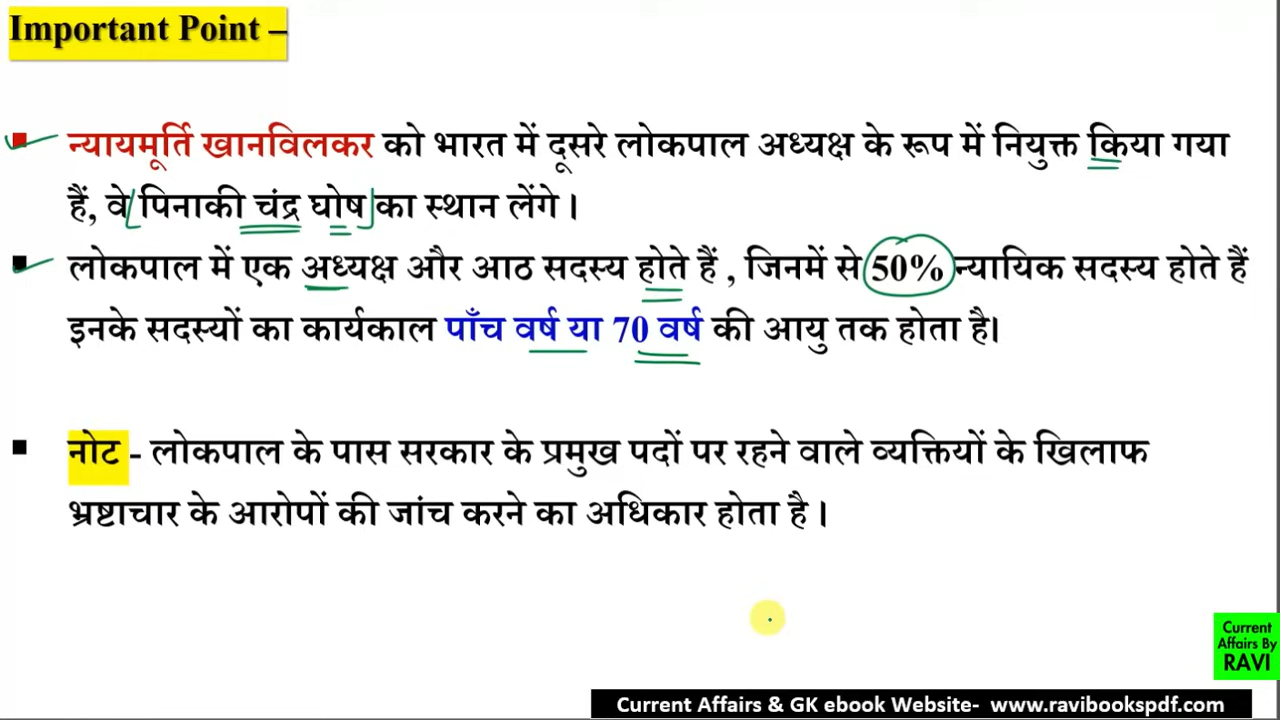 Important Point –
न्यायमूर्ति खानविलकर को भारत में दूसरे लोकपाल अध्यक्ष के रूप में नियुक्त किया गया
हैं, वे पिनाकी चंद्र घोष का स्थान लेंगे ।
लोकपाल में एक अध्यक्ष और आठ सदस्य होते हैं , जिनमें से 50% न्यायिक सदस्य होते हैं
इनके सदस्यों का कार्यकाल पाँच वर्ष या 70 वर्ष की आयु तक होता है।
नोट - लोकपाल के पास सरकार के प्रमुख पदों पर रहने वाले व्यक्तियों के खिलाफ
भ्रष्टाचार के आरोपों की जांच करने का अधिकार होता है ।
Current
Affairs By
RAVI
Current Affairs & GK ebook Website- www.ravibookspdf.com